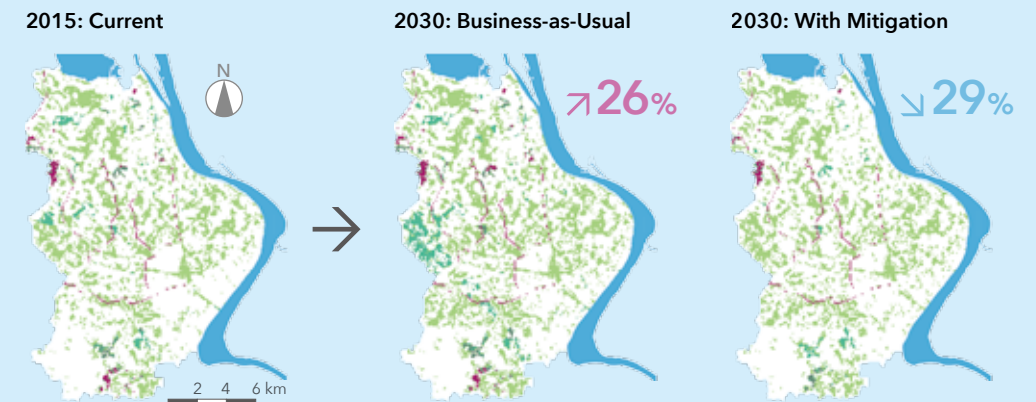 2015: Current
2030: Business-as-Usual
2030: With Mitigation
N
26%
29%
2 4 6 km